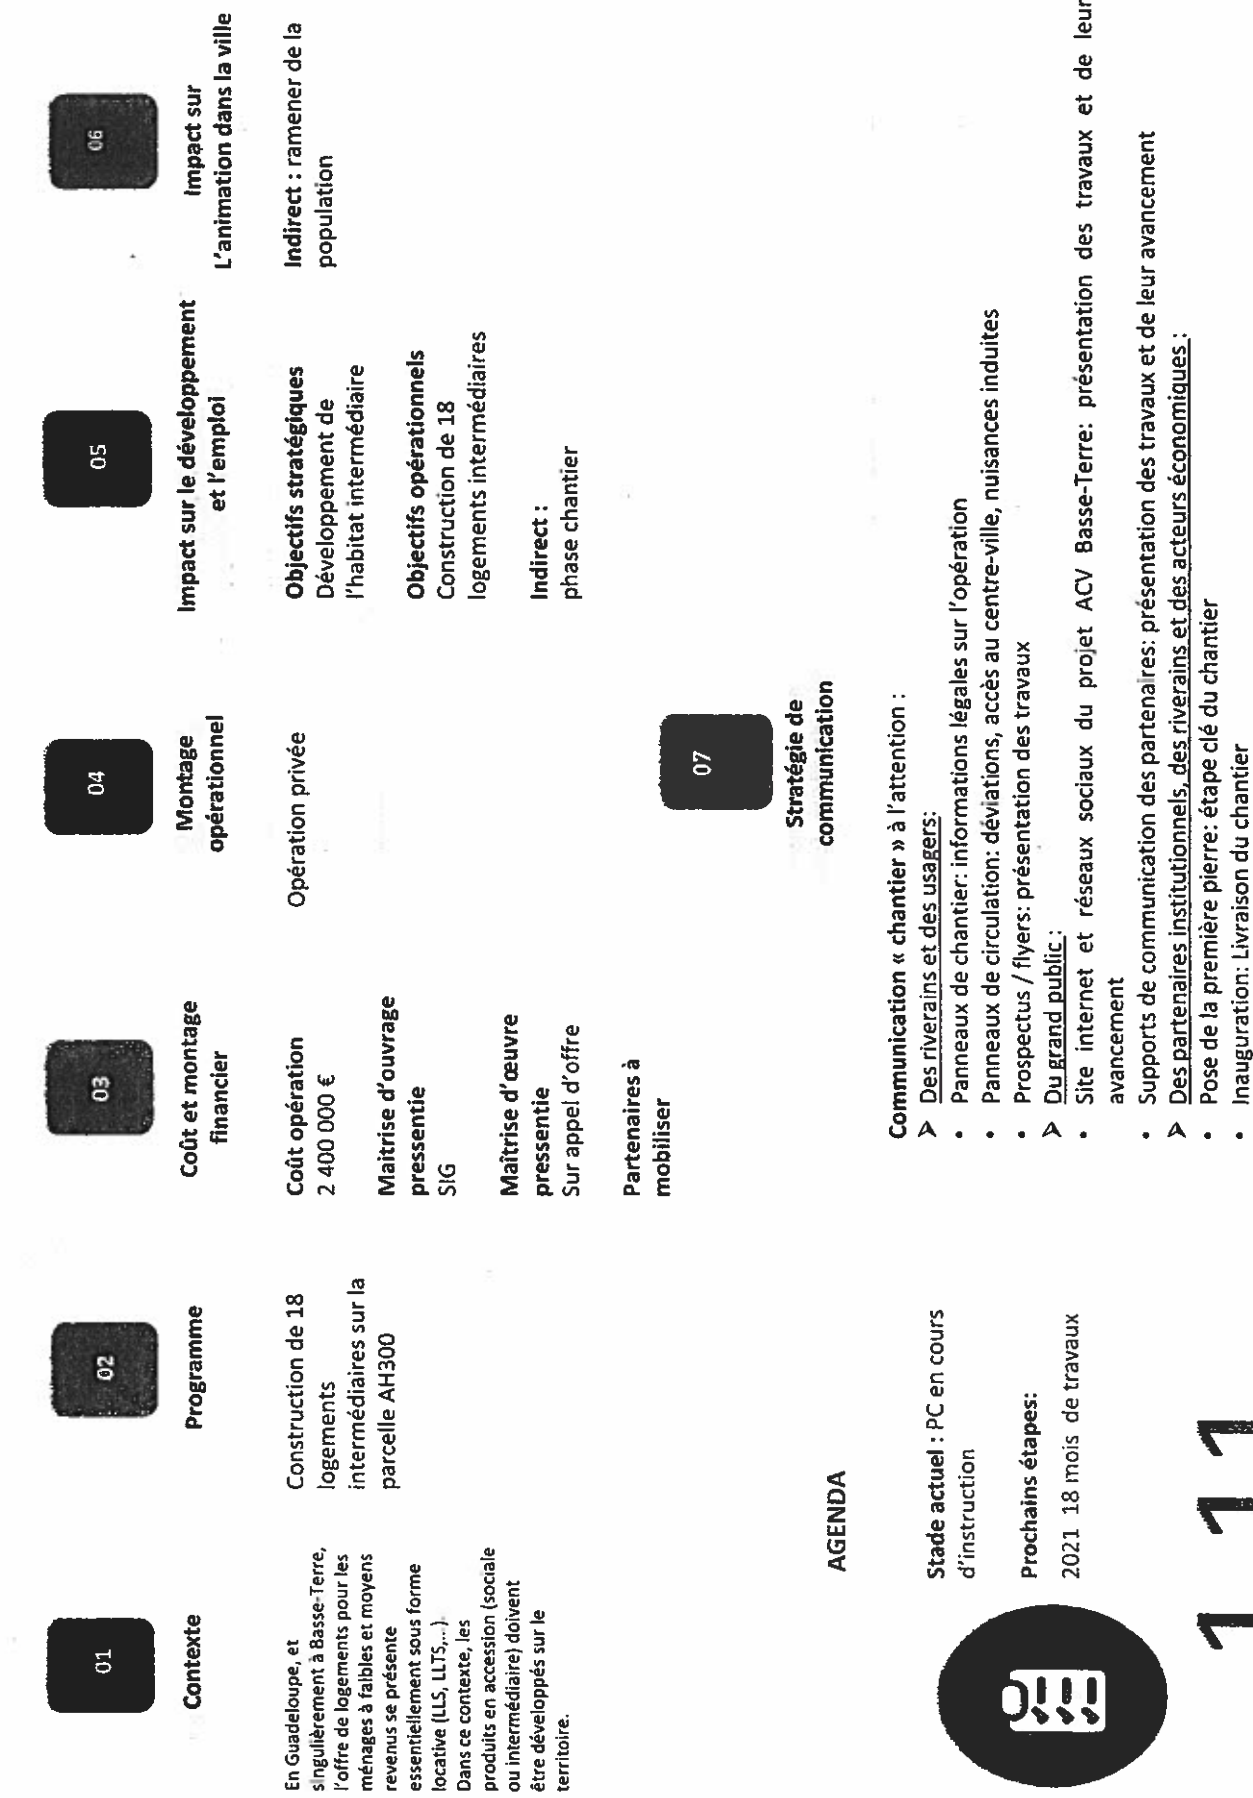 01
Contexte
En Guadeloupe, et
singulièrement à Basse-Terre,
l'offre de logements pour les
ménages à faibles et moyens
revenus se présente
essentiellement sous forme
locative (LLS, LLTS,...)
Dans ce contexte, les
produits en accession (sociale
ou intermédiaire) doivent
être développés sur le
territoire.
02
Programme
Construction de 18
logements
intermédiaires sur la
parcelle AH300
03
Coût et montage
financier
Coût opération
2 400 000 €
Maitrise d'ouvrage
pressentie
SIG
Maîtrise d'œuvre
pressentie
Sur appel d'offre
Partenaires à
mobiliser
04
Montage
opérationnel
Opération privée
05
Impact sur le développement
et l'emploi
Objectifs stratégiques
Développement de
l'habitat intermédiaire
Objectifs opérationnels
Construction de 18
logements intermédiaires
Indirect :
phase chantier
06
Impact sur
L'animation dans la ville
Indirect : ramener de la
population
AGENDA
Stade actuel : PC en cours
d'instruction
Prochains étapes:
2021 18 mois de travaux
07
Stratégie de
communication
Communication « chantier » à l'attention :
➢ Des riverains et des usagers:
• Panneaux de chantier: informations légales sur l'opération
• Panneaux de circulation: déviations, accès au centre-ville, nuisances induites
• Prospectus / flyers: présentation des travaux
➢ Du grand public :
• Site internet et réseaux sociaux du projet ACV Basse-Terre: présentation des travaux et de leur
avancement
• Supports de communication des partenaires: présentation des travaux et de leur avancement
➢ Des partenaires institutionnels, des riverains et des acteurs économiques :
• Pose de la première pierre: étape clé du chantier
• Inauguration: Livraison du chantier
1 1 1